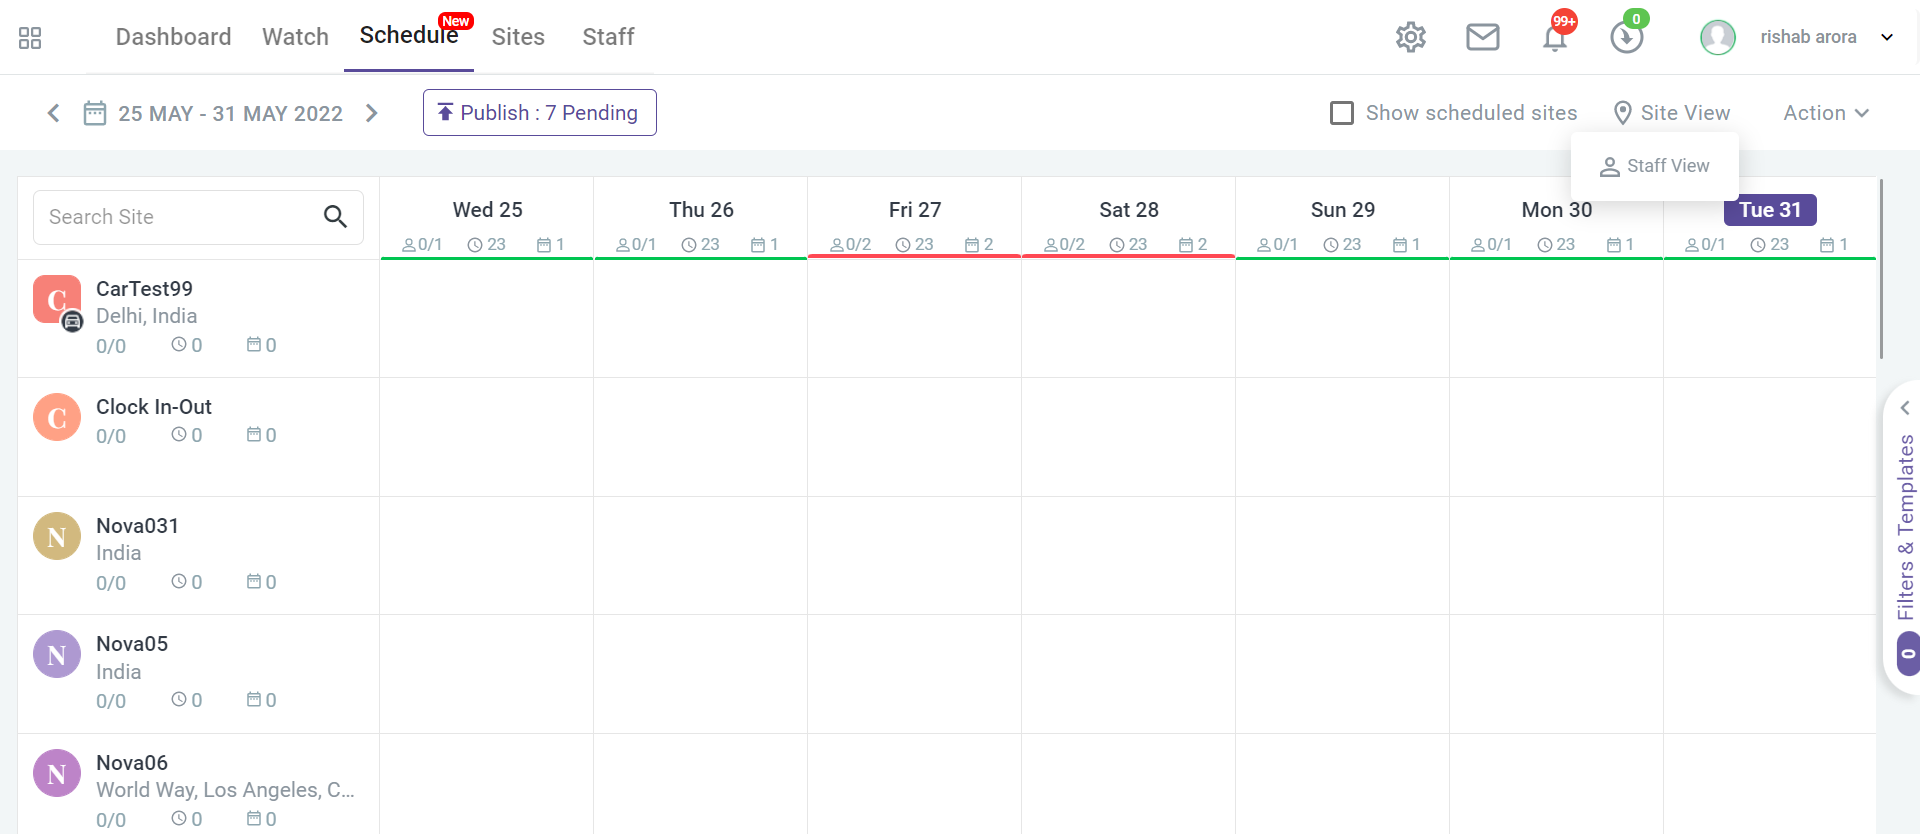 Dashboard Watch Schedule New Sites Staff 99+ 0 rishab arora
25 MAY - 31 MAY 2022 Publish : 7 Pending Show scheduled sites Site View Action
Staff View
Search Site Wed 25 Thu 26 Fri 27 Sat 28 Sun 29 Mon 30 Tue 31
0/1 23 1 0/1 23 1 0/2 23 2 0/2 23 2 0/1 23 1 0/1 23 1 0/1 23 1
C CarTest99
Delhi, India
0/0 0 0
C Clock In-Out
0/0 0 0
N Nova031
India
0/0 0 0
N Nova05
India
0/0 0 0
N Nova06
World Way, Los Angeles, C...
0/0 0 0
Filters & Templates 0